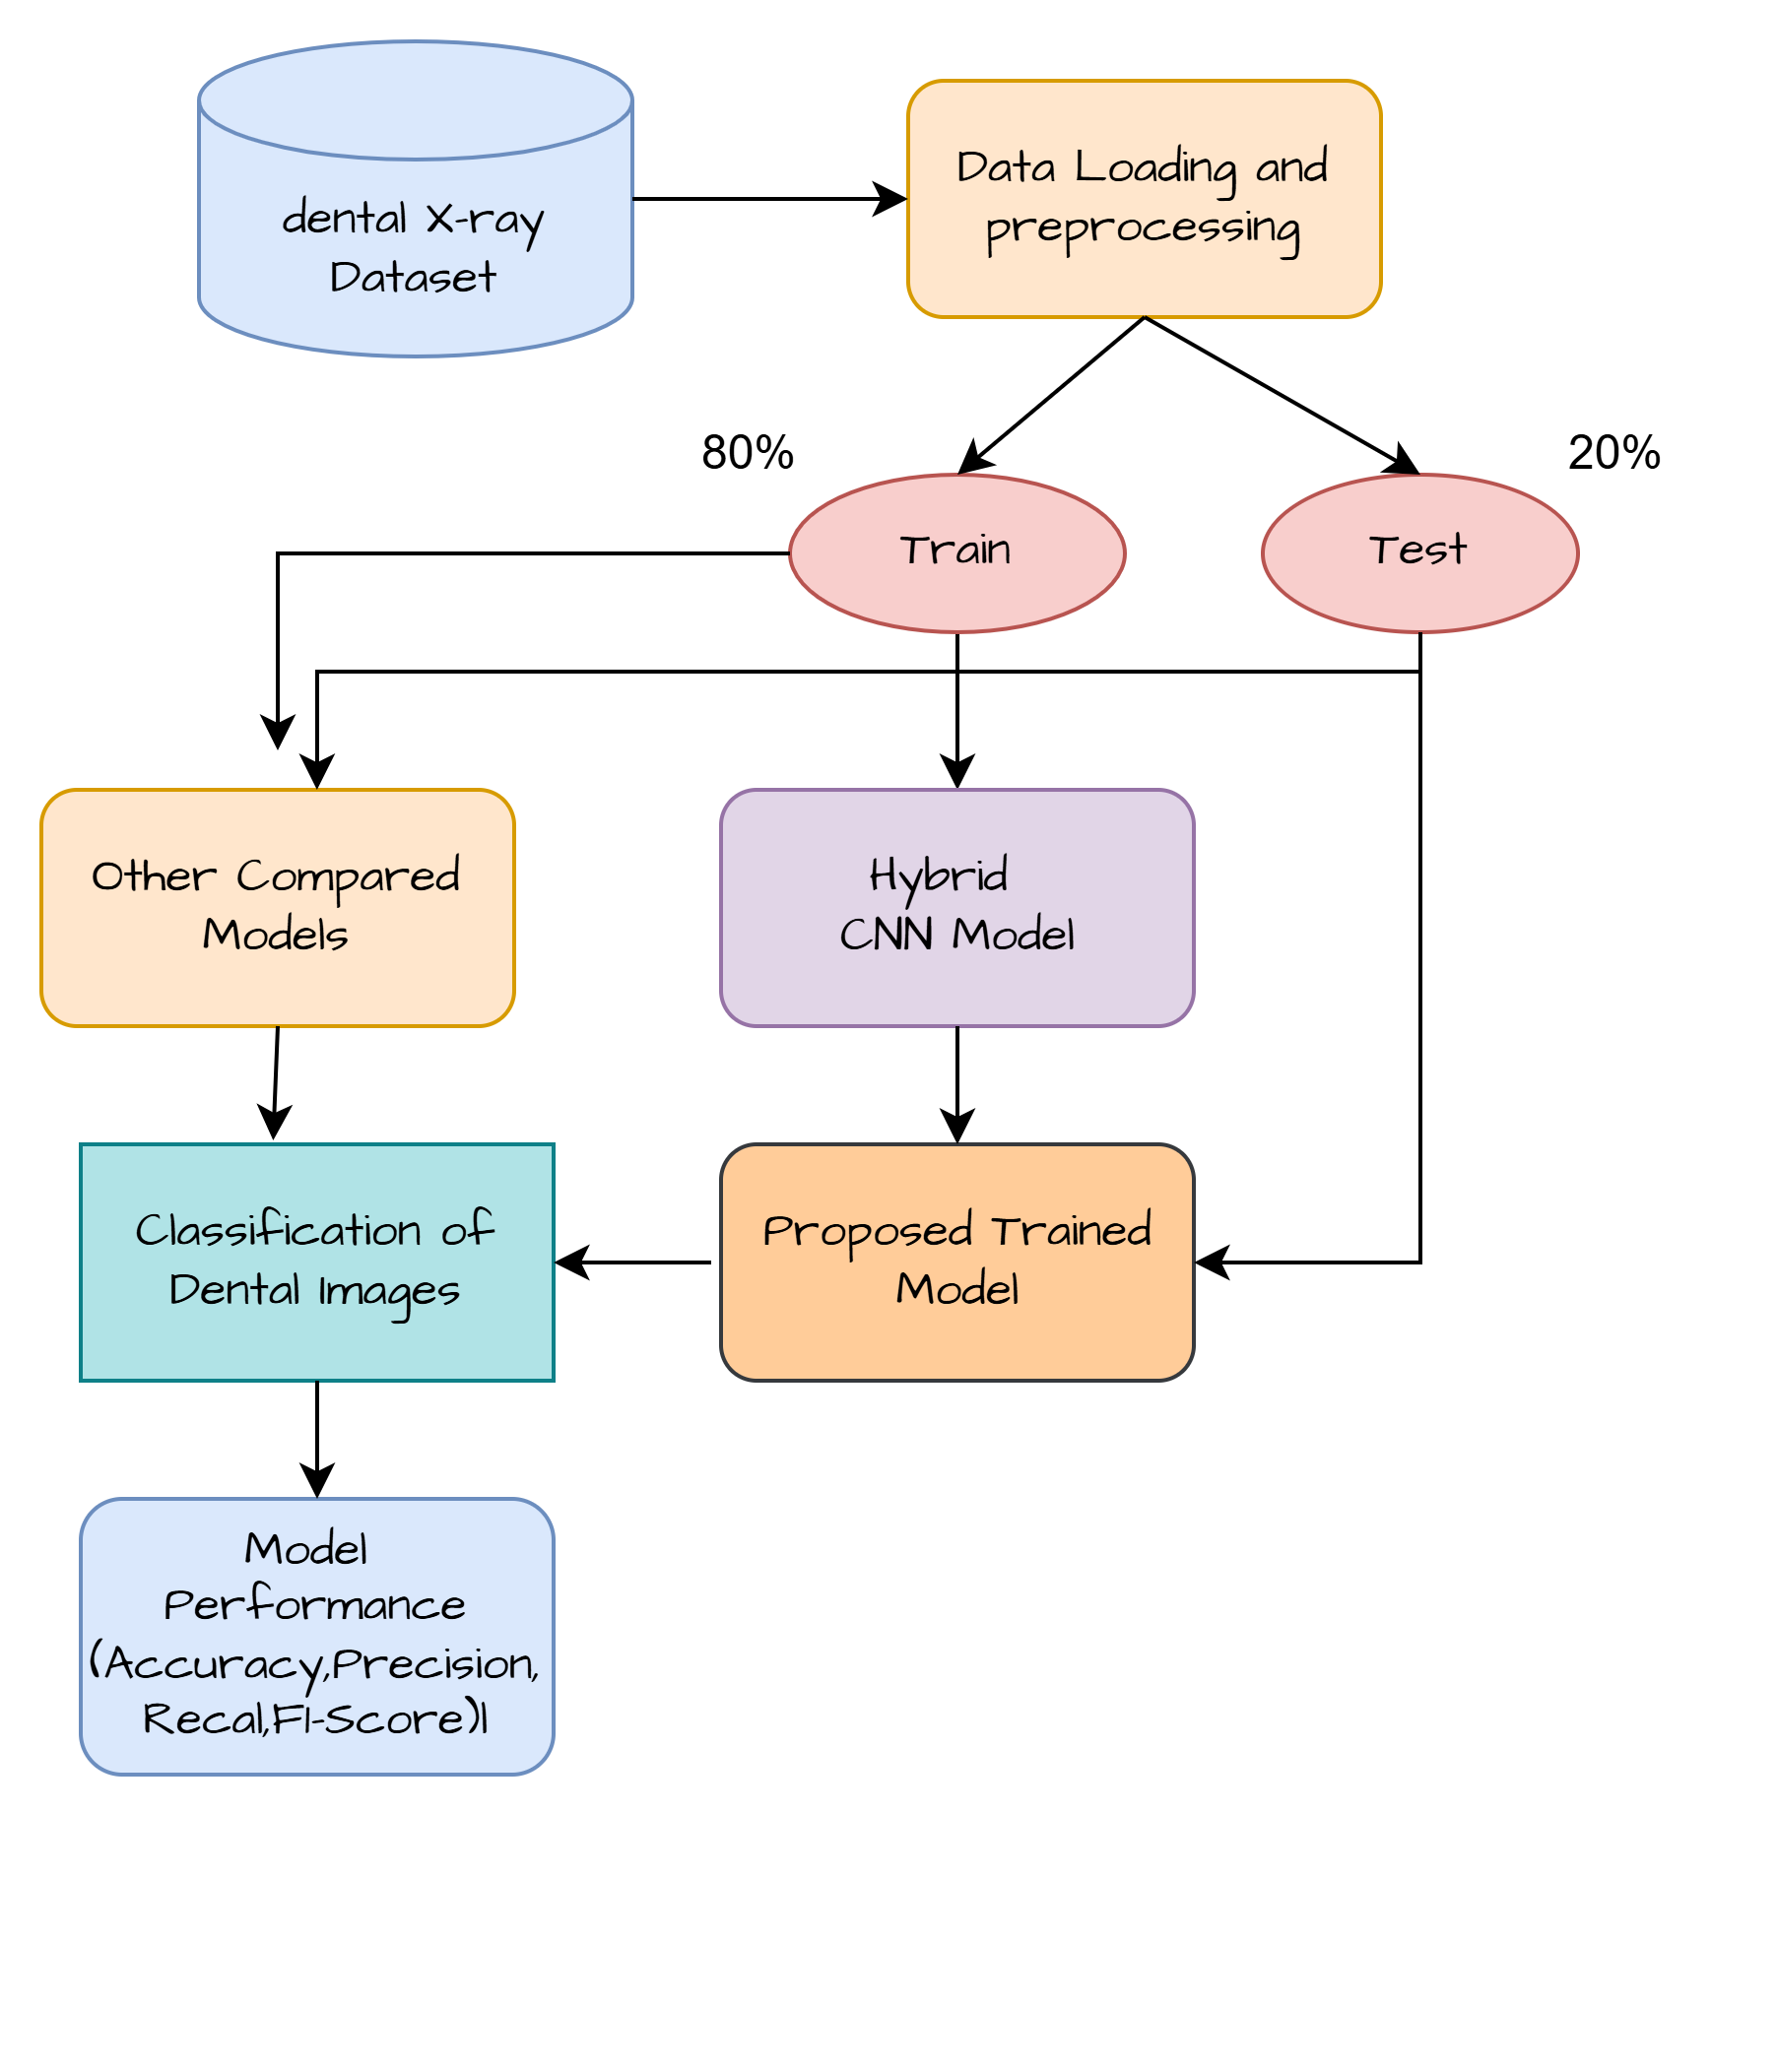 dental X-ray
Dataset
Data Loading and
preprocessing
80%
20%
Train
Test
Other Compared
Models
Hybrid
CNN Model
Classification of
Dental Images
Proposed Trained
Model
Model
Performance
(Accuracy,Precision,
Recal,F1-Score)l